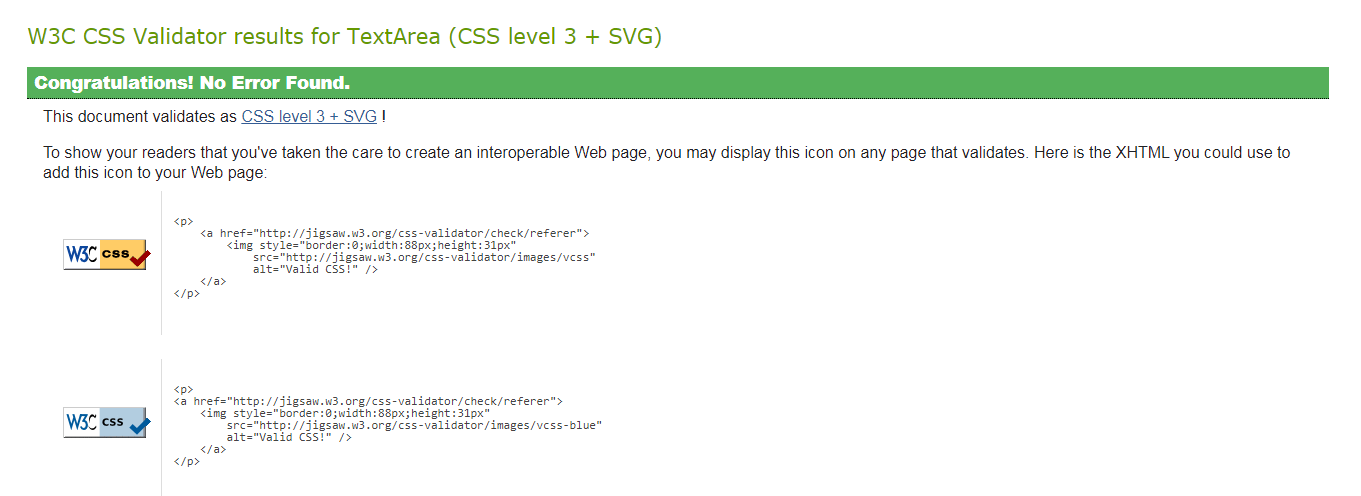 W3C CSS Validator results for TextArea (CSS level 3 + SVG)
Congratulations! No Error Found.
This document validates as CSS level 3 + SVG !
To show your readers that you've taken the care to create an interoperable Web page, you may display this icon on any page that validates. Here is the XHTML you could use to
add this icon to your Web page:
W3C css
<p>
<a href="http://jigsaw.w3.org/css-validator/check/referer">
<img style="border:0;width:88px;height:31px"
src="http://jigsaw.w3.org/css-validator/images/vcss"
alt="Valid CSS!" />
</a>
</p>
W3C css
<p>
<a href="http://jigsaw.w3.org/css-validator/check/referer">
<img style="border:0;width:88px;height:31px"
src="http://jigsaw.w3.org/css-validator/images/vcss-blue"
alt="Valid CSS!" />
</a>
</p>